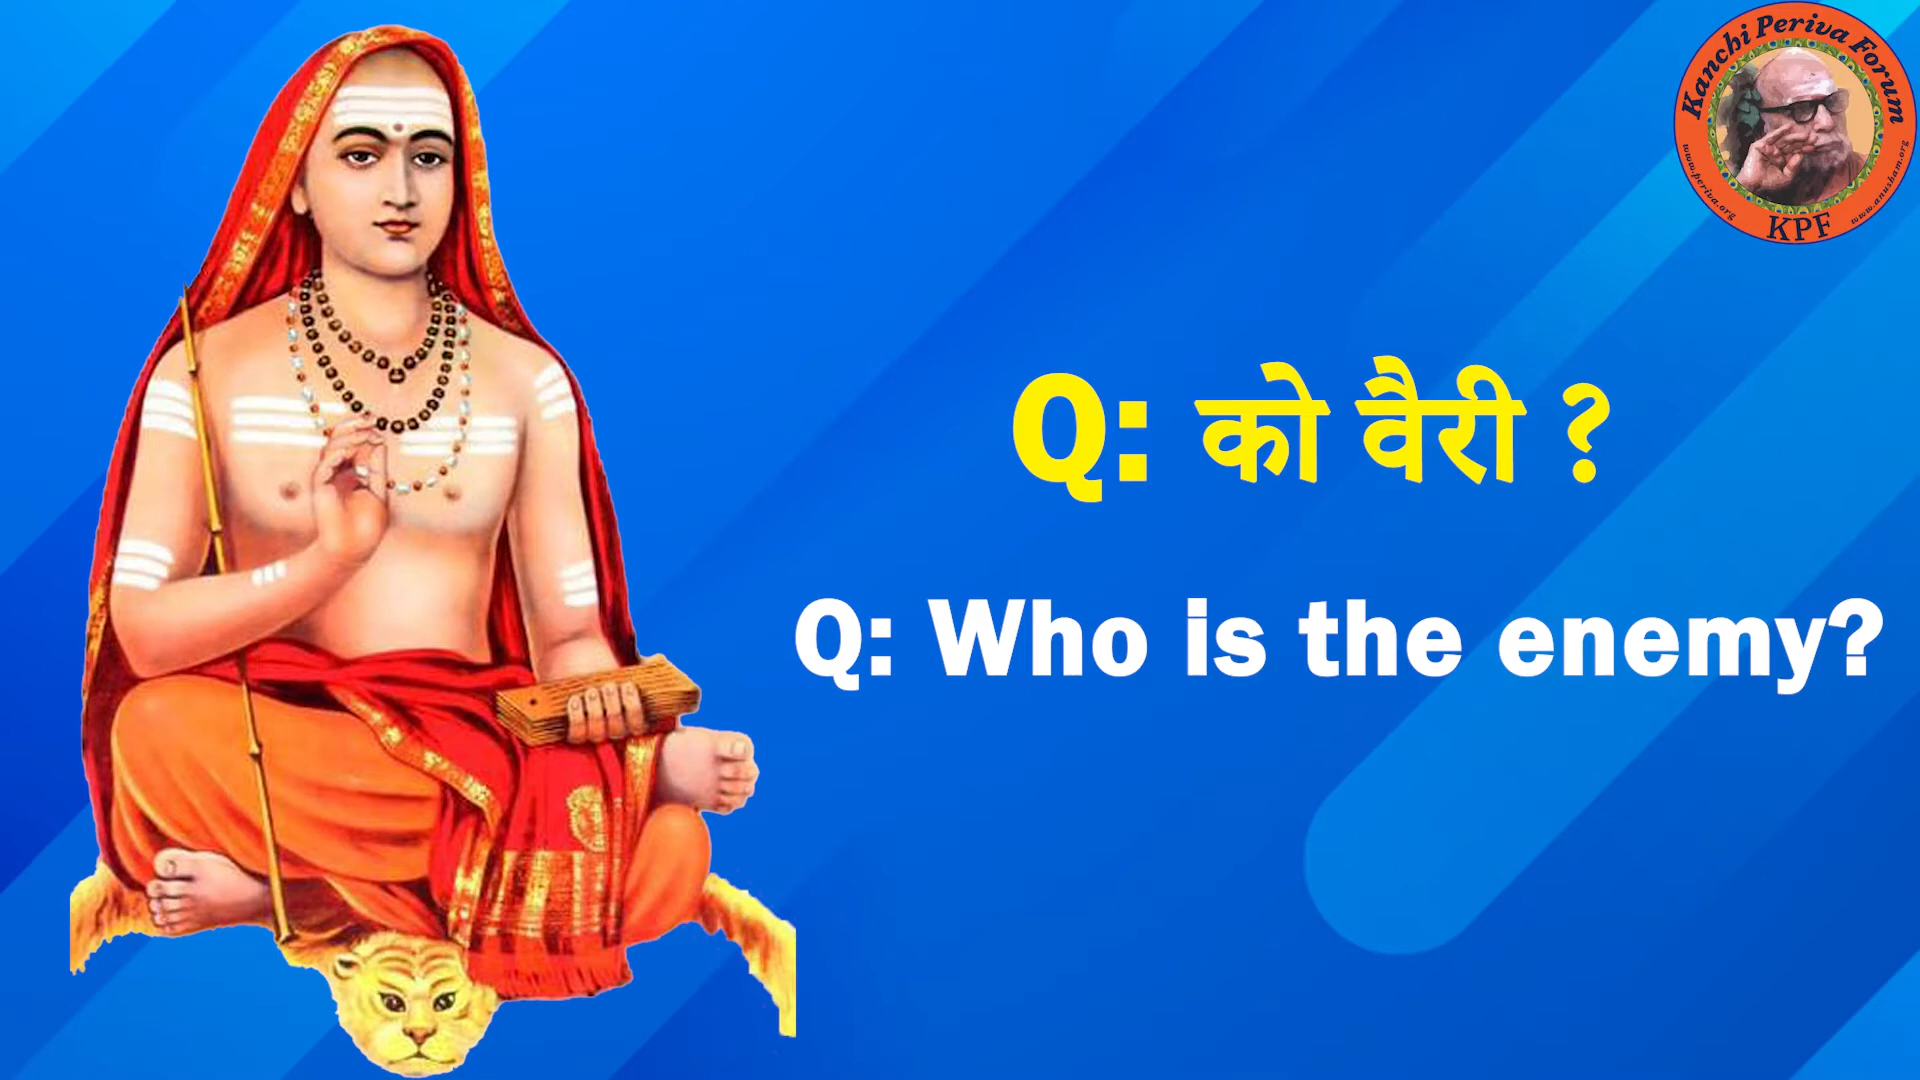 Kanchi Periva Forum
www.periva.org
www.anusham.org
KPF
Q: को वैरी ?
Q: Who is the enemy?